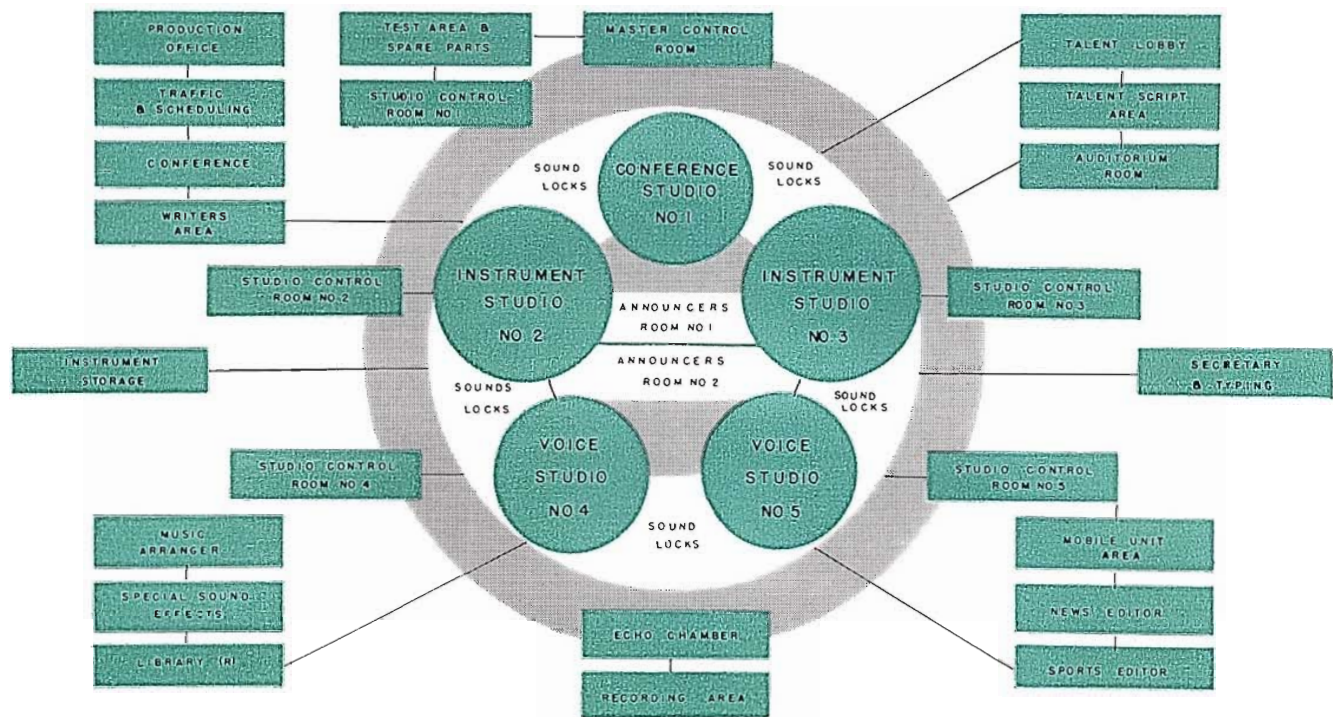 PRODUCTION
OFFICE
TRAFFIC
& SCHEDULING
CONFERENCE
WRITERS
AREA
TEST AREA &
SPARE PARTS
STUDIO CONTROL
ROOM NO.1
MASTER CONTROL
ROOM
TALENT LOBBY
TALENT SCRIPT
AREA
AUDITORIUM
ROOM
SOUND
LOCKS
CONFERENCE
STUDIO
NO. 1
SOUND
LOCKS
STUDIO CONTROL
ROOM NO.2
INSTRUMENT
STUDIO
NO. 2
ANNOUNCERS
ROOM NO.1
ANNOUNCERS
ROOM NO. 2
INSTRUMENT
STUDIO
NO. 3
STUDIO CONTROL
ROOM NO.3
INSTRUMENT
STORAGE
SOUNDS
LOCKS
SOUND
LOCKS
SECRETARY
& TYPING
STUDIO CONTROL
ROOM NO.4
VOICE
STUDIO
NO. 4
SOUND
LOCKS
VOICE
STUDIO
NO. 5
STUDIO CONTROL
ROOM NO.5
MUSIC
ARRANGER
SPECIAL SOUND
EFFECTS
LIBRARY (R)
ECHO CHAMBER
RECORDING AREA
MOBILE UNIT
AREA
NEWS EDITOR
SPORTS EDITOR